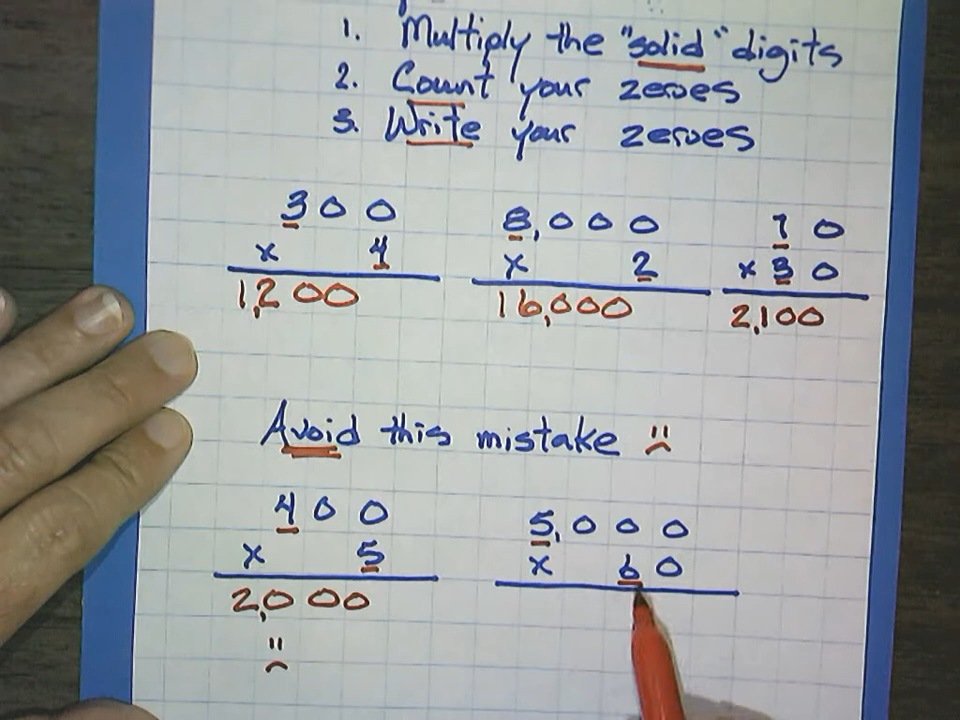 1. Multiply the "solid" digits
2. Count your zeroes
3. Write your zeroes
300 8,000 70
x 4 x 2 x 30
1,200 16,000 2,100
Avoid this mistake
400 5,000
x 5 x 60
2,000